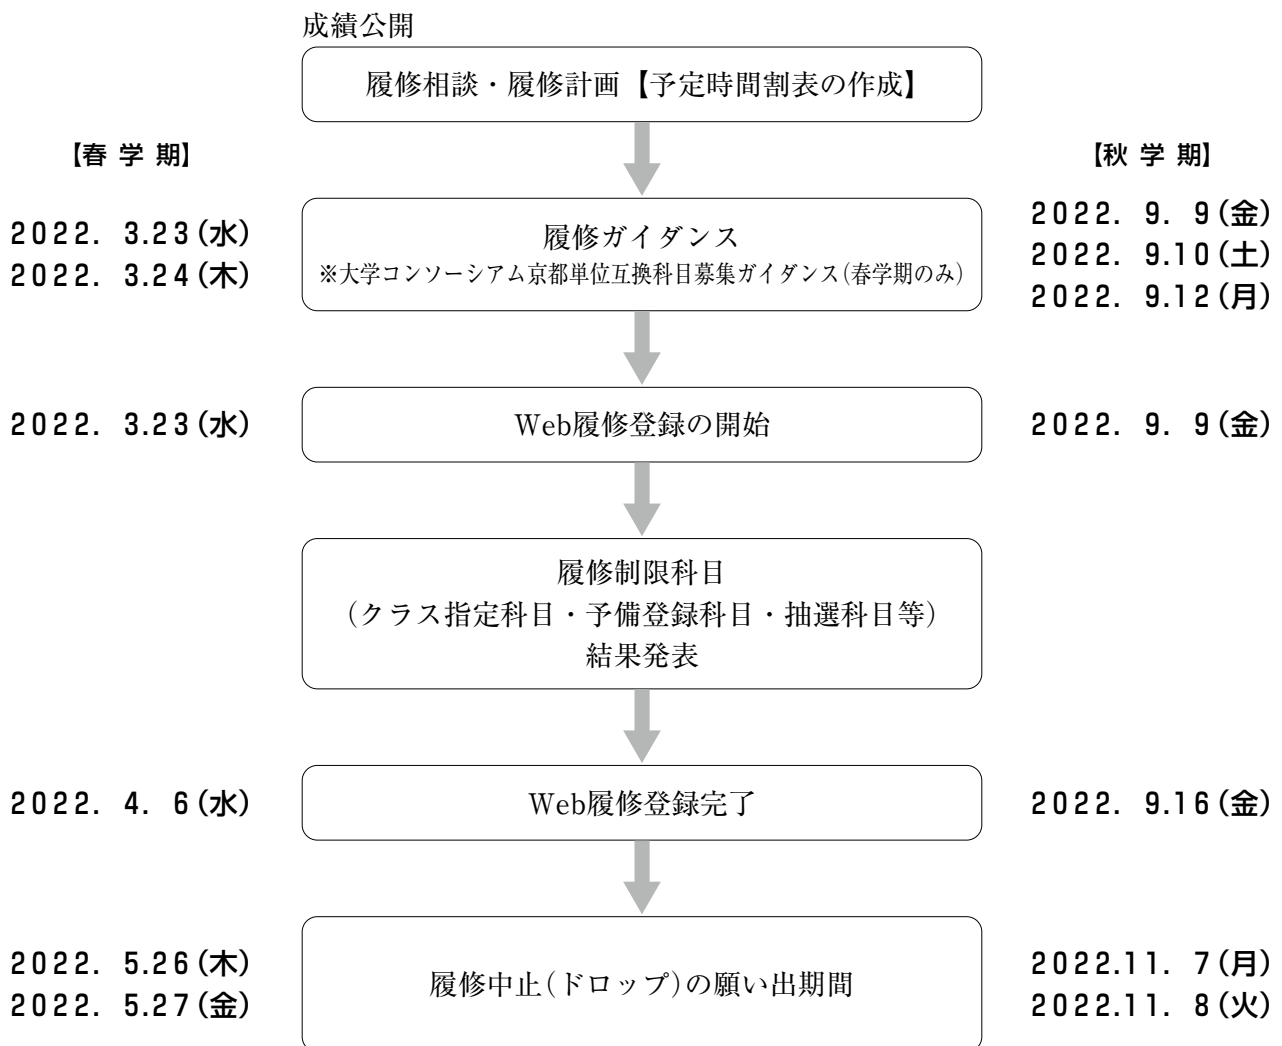 成績公開
履修相談・履修計画【予定時間割表の作成】
【春 学 期】
【秋 学 期】
2022. 3.23(水)
2022. 3.24(木)
履修ガイダンス
※大学コンソーシアム京都単位互換科目募集ガイダンス(春学期のみ)
2022. 9. 9(金)
2022. 9.10(土)
2022. 9.12(月)
2022. 3.23(水)
Web履修登録の開始
2022. 9. 9(金)
履修制限科目
(クラス指定科目・予備登録科目・抽選科目等)
結果発表
2022. 4. 6(水)
Web履修登録完了
2022. 9.16(金)
2022. 5.26(木)
2022. 5.27(金)
履修中止(ドロップ)の願い出期間
2022.11. 7(月)
2022.11. 8(火)